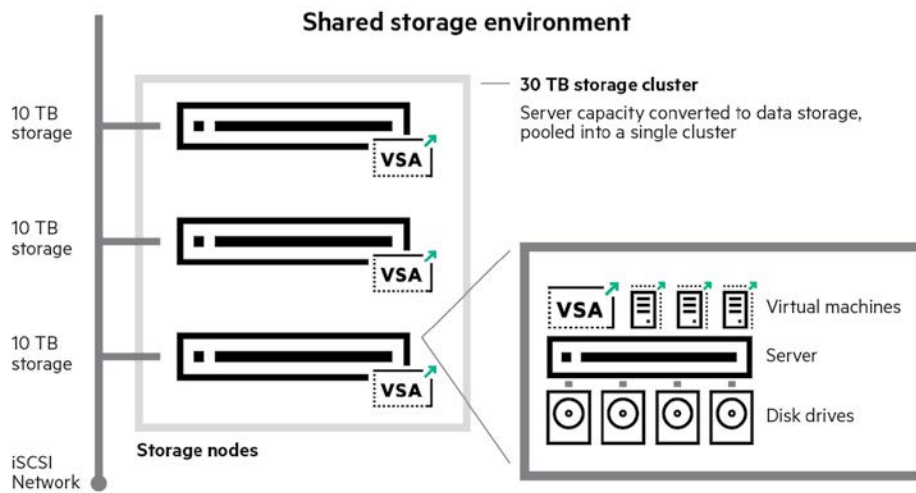 Shared storage environment
30 TB storage cluster
Server capacity converted to data storage,
pooled into a single cluster
10 TB
storage
VSA
10 TB
storage
VSA
10 TB
storage
VSA
Storage nodes
iSCSI
Network
VSA
Virtual machines
Server
Disk drives